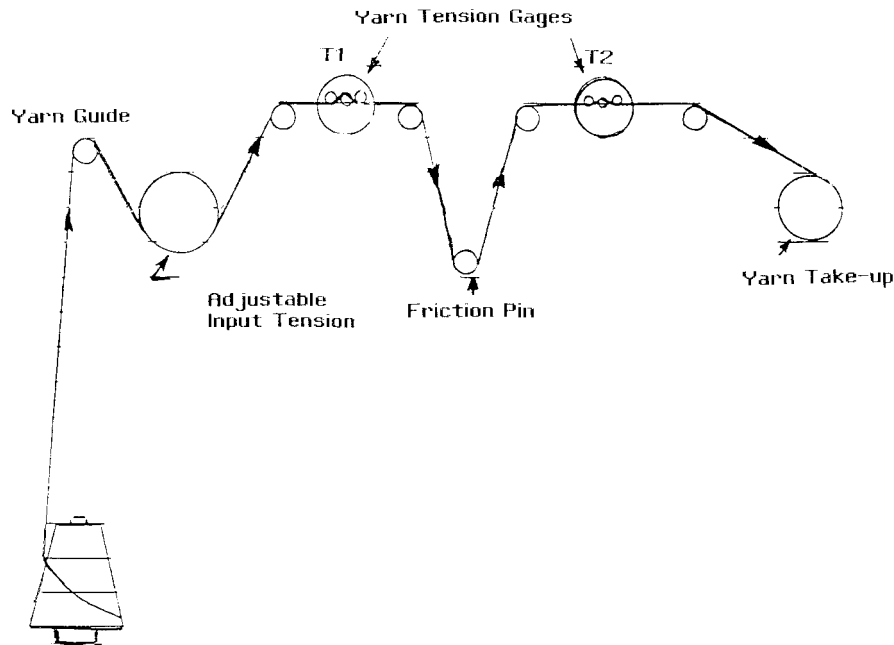 Yarn Tension Gages
T1
T2
Yarn Guide
Adjustable
Input Tension
Friction Pin
Yarn Take-up